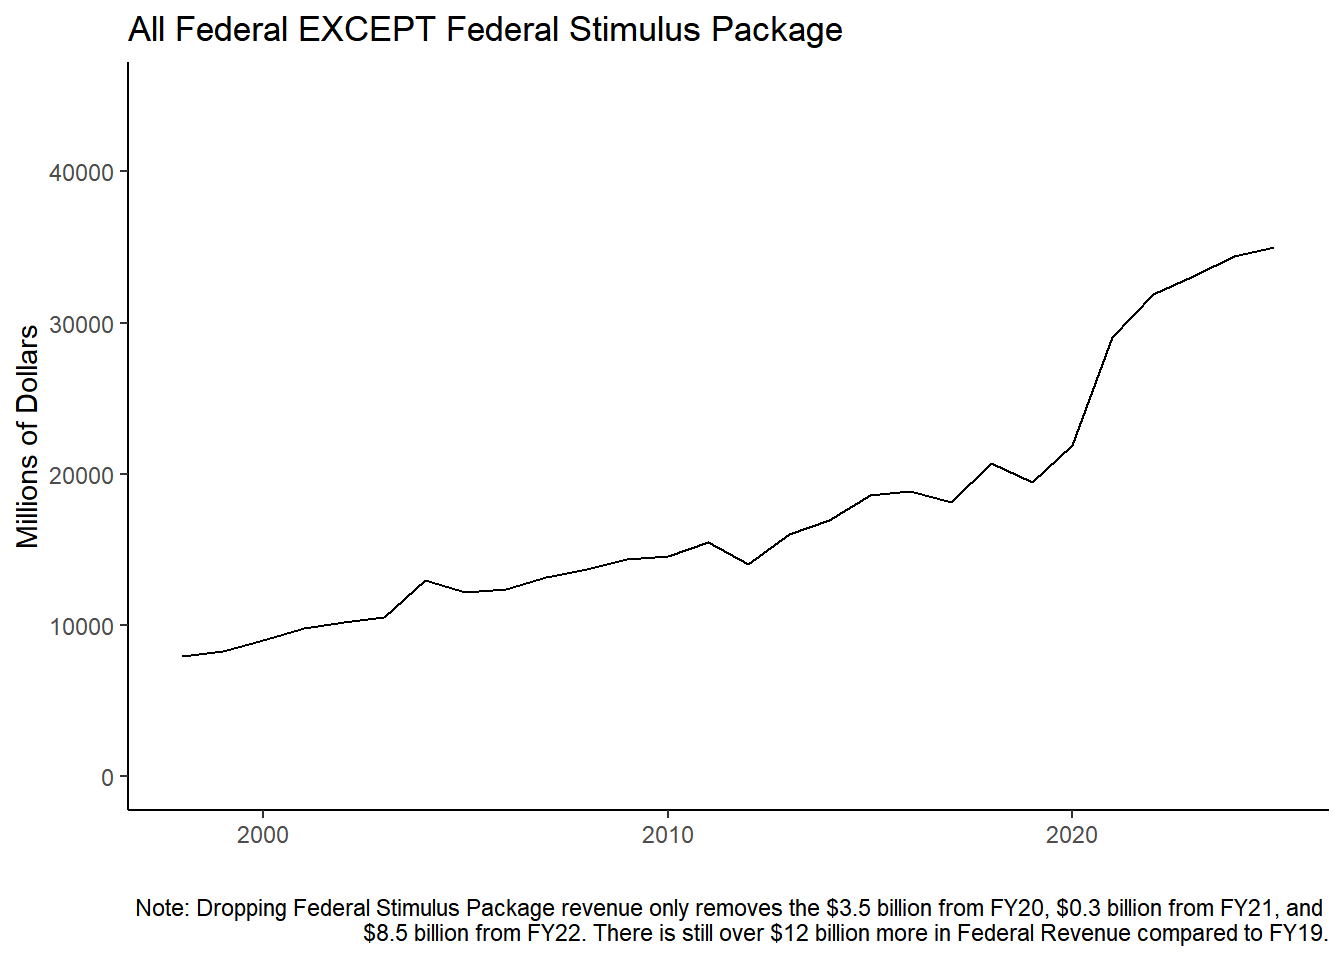 All Federal EXCEPT Federal Stimulus Package
Millions of Dollars
40000
30000
20000
10000
0
2000
2010
2020
Note: Dropping Federal Stimulus Package revenue only removes the $3.5 billion from FY20, $0.3 billion from FY21, and
$8.5 billion from FY22. There is still over $12 billion more in Federal Revenue compared to FY19.